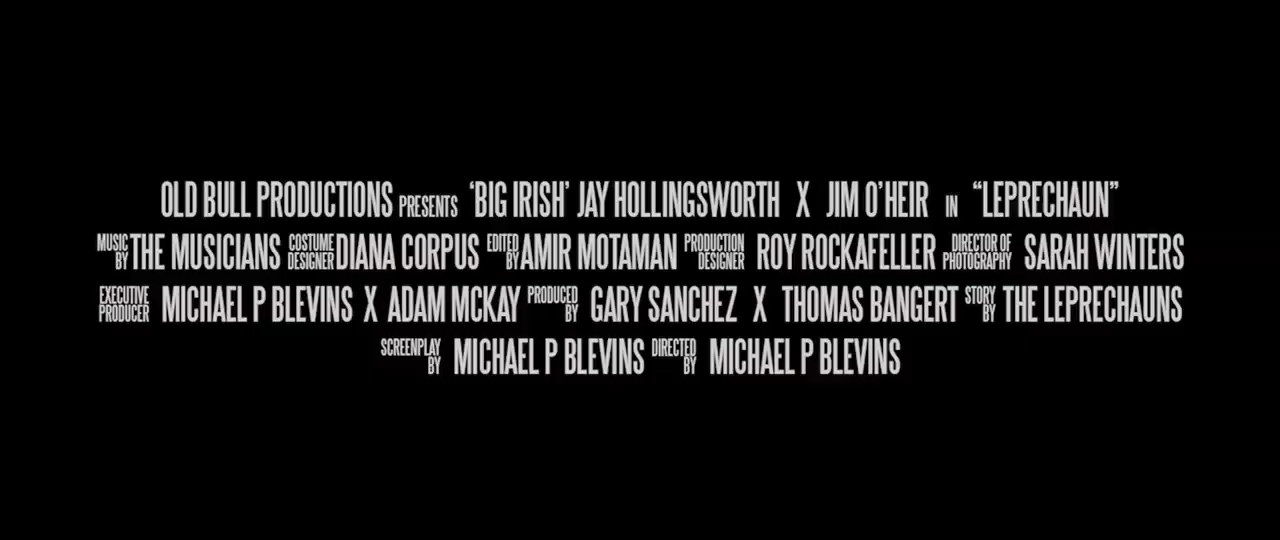 OLD BULL PRODUCTIONS PRESENTS ‘BIG IRISH’ JAY HOLLINGSWORTH X JIM O’HEIR IN “LEPRECHAUN”
MUSIC BY THE MUSICIANS COSTUME DESIGNER DIANA CORPUS EDITED BY AMIR MOTAMAN PRODUCTION DESIGNER ROY ROCKAFELLER DIRECTOR OF PHOTOGRAPHY SARAH WINTERS
EXECUTIVE PRODUCER MICHAEL P BLEVINS X ADAM MCKAY PRODUCED BY GARY SANCHEZ X THOMAS BANGERT STORY BY THE LEPRECHAUNS
SCREENPLAY BY MICHAEL P BLEVINS DIRECTED BY MICHAEL P BLEVINS